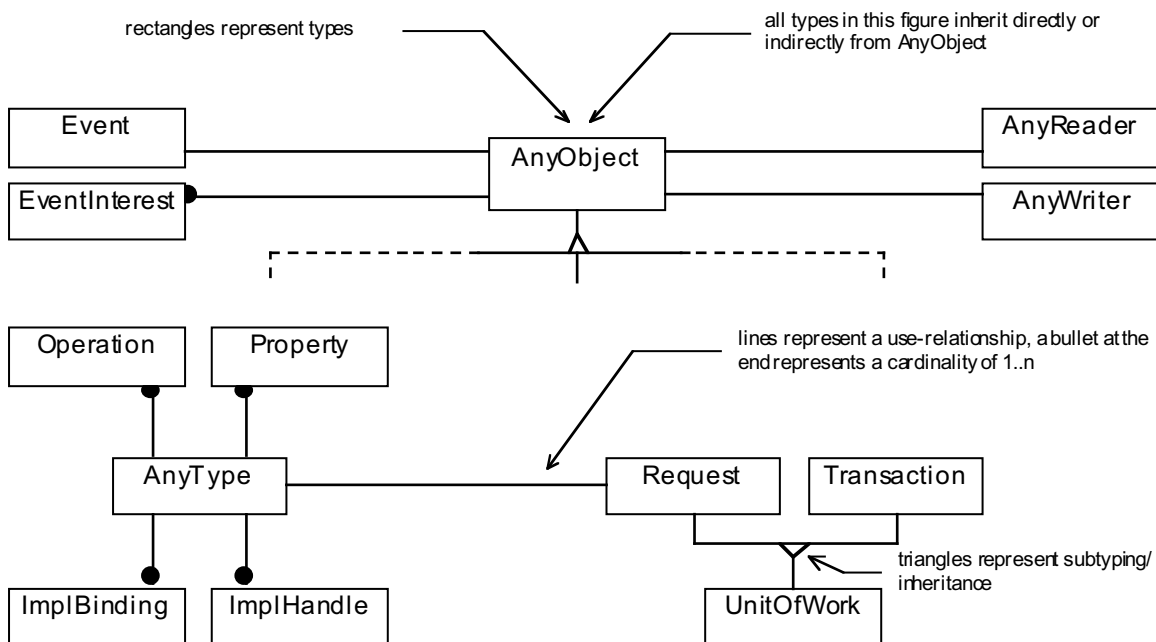 rectangles represent types
all types in this figure inherit directly or
indirectly from AnyObject
Event
AnyObject
AnyReader
EventInterest
AnyWriter
Operation
Property
lines represent a use-relationship, a bullet at the
end represents a cardinality of 1..n
AnyType
Request
Transaction
triangles represent subtyping/
inheritance
ImplBinding
ImplHandle
UnitOfWork